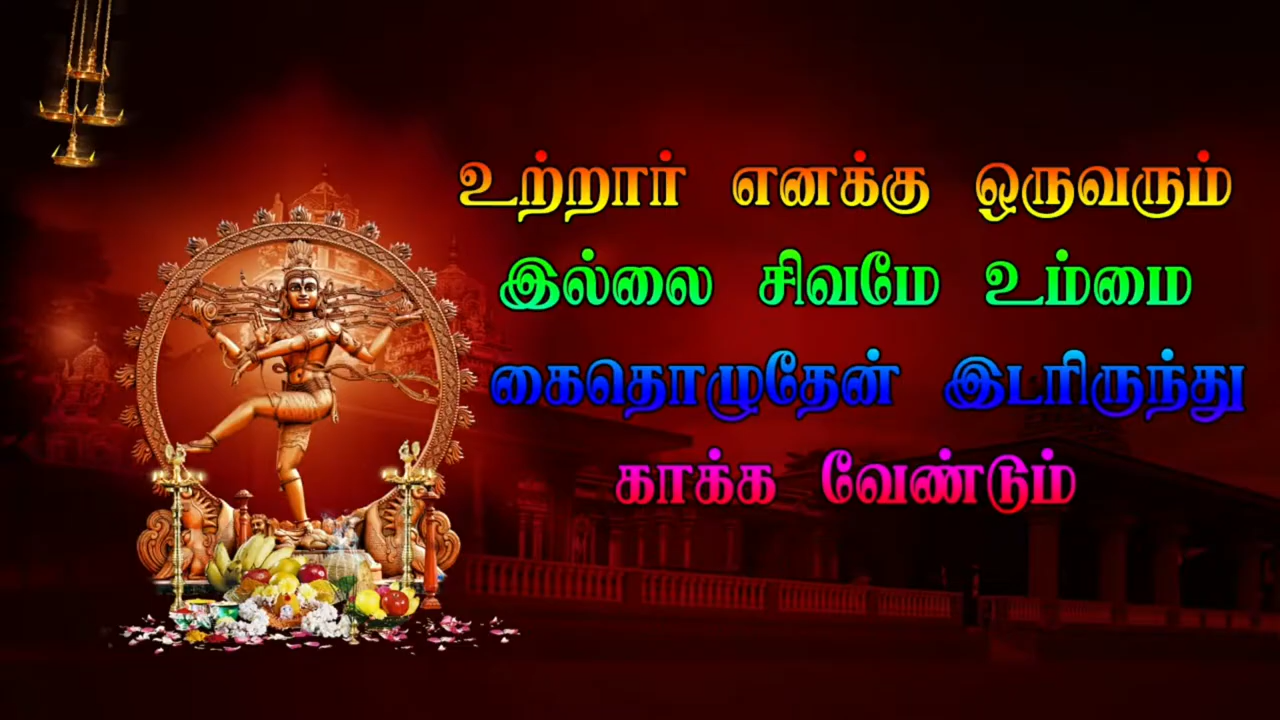 உற்றார் எனக்கு ஒருவரும்
இல்லை சிவமே உம்மை
கைதொழுதேன் இடரிருந்து
காக்க வேண்டும்